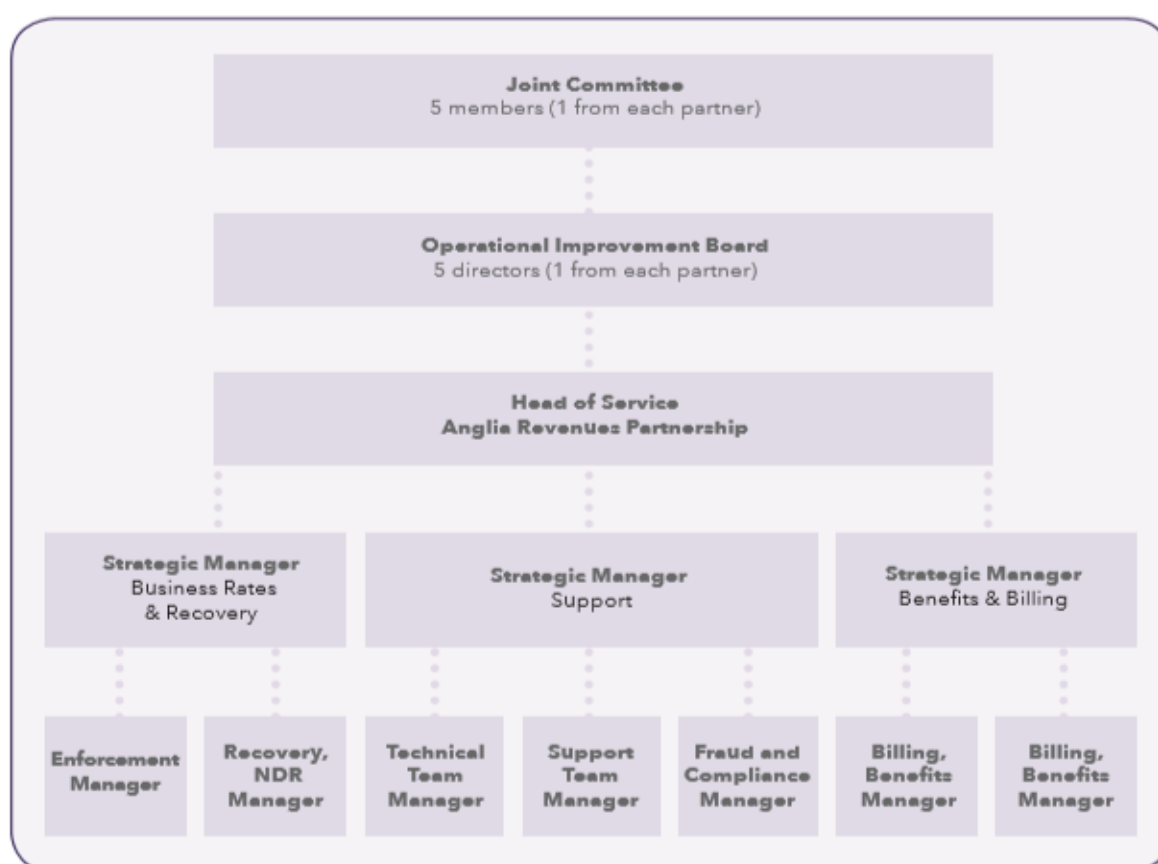 Joint Committee
5 members (1 from each partner)
Operational Improvement Board
5 directors (1 from each partner)
Head of Service
Anglia Revenues Partnership
Strategic Manager
Business Rates
& Recovery
Strategic Manager
Support
Strategic Manager
Benefits & Billing
Enforcement
Manager
Recovery,
NDR
Manager
Technical
Team
Manager
Support
Team
Manager
Fraud and
Compliance
Manager
Billing,
Benefits
Manager
Billing,
Benefits
Manager